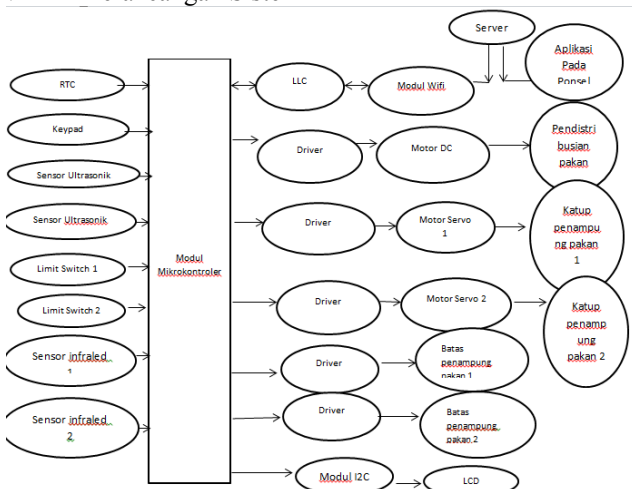 Server
Aplikasi
Pada
Ponsel
RTC
LLC
Modul Wifi
Keypad
Driver
Motor DC
Pendistri
busian
pakan
Sensor Ultrasonik
Sensor Ultrasonik
Driver
Motor Servo
1
Katup
penampu
ng pakan
1
Modul
Mikrokontroler
Limit Switch 1
Limit Switch 2
Driver
Motor Servo 2
Katup
penamp
ung
pakan 2
Sensor infraled
1
Driver
Batas
penampung
pakan 1
Sensor infraled
2
Driver
Batas
penampung
pakan 2
Modul I2C
LCD